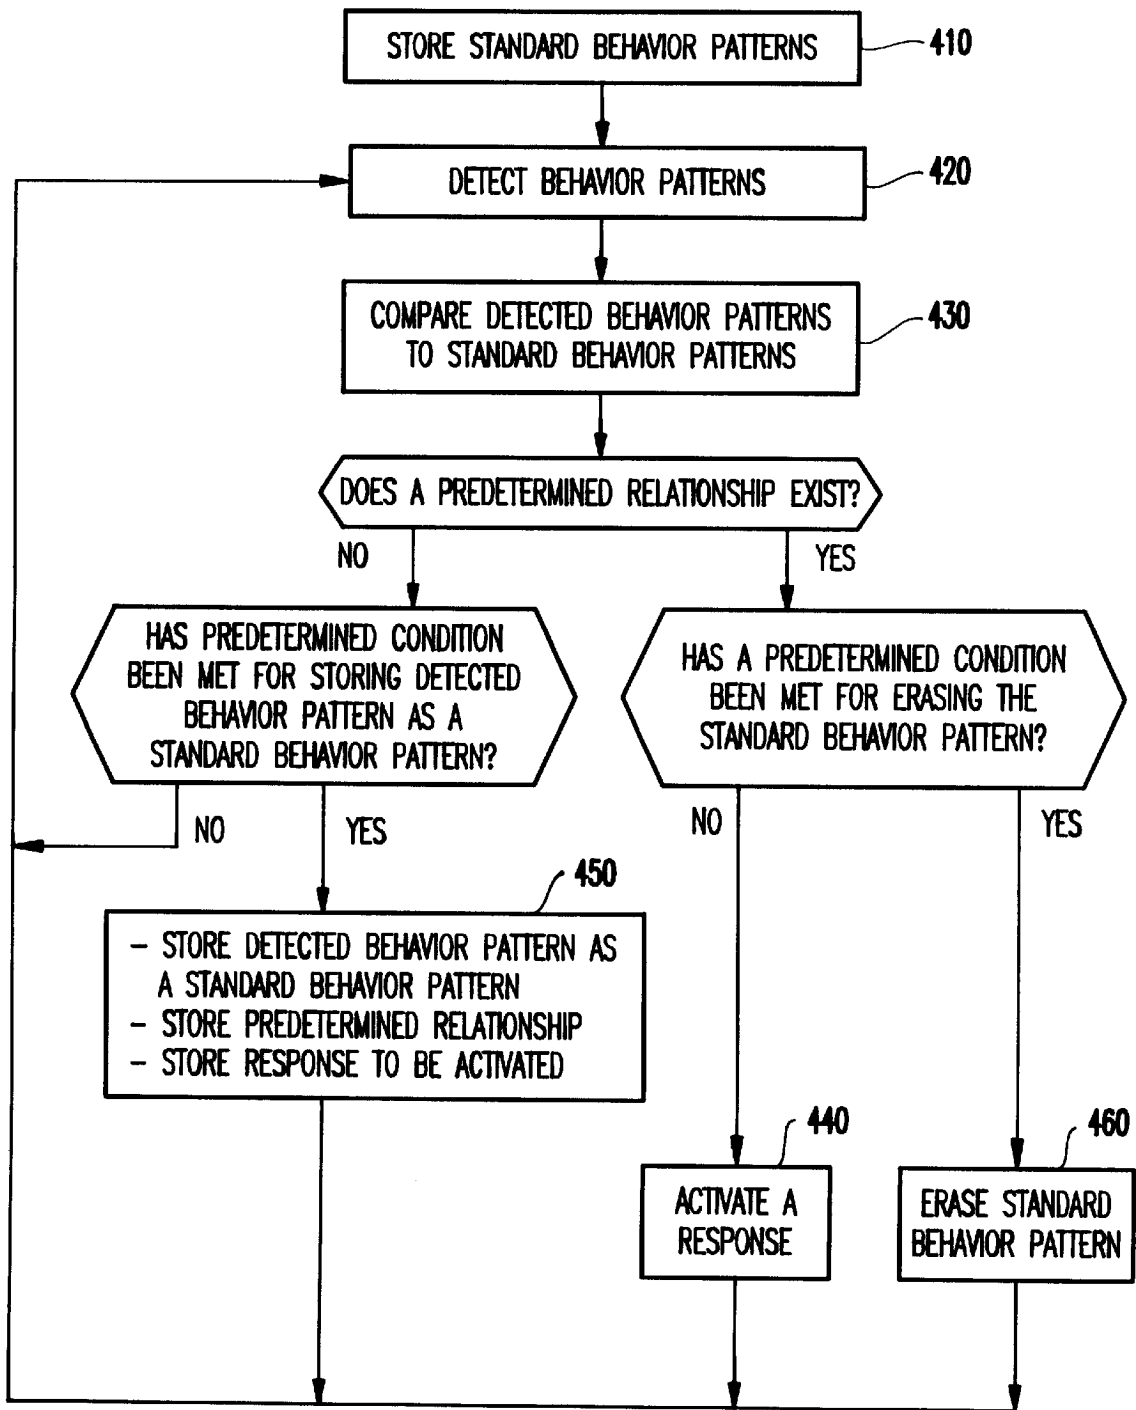 STORE STANDARD BEHAVIOR PATTERNS
410
DETECT BEHAVIOR PATTERNS
420
COMPARE DETECTED BEHAVIOR PATTERNS
TO STANDARD BEHAVIOR PATTERNS
430
DOES A PREDETERMINED RELATIONSHIP EXIST?
NO
YES
HAS PREDETERMINED CONDITION
BEEN MET FOR STORING DETECTED
BEHAVIOR PATTERN AS A
STANDARD BEHAVIOR PATTERN?
HAS A PREDETERMINED CONDITION
BEEN MET FOR ERASING THE
STANDARD BEHAVIOR PATTERN?
NO
YES
NO
YES
450
- STORE DETECTED BEHAVIOR PATTERN AS
A STANDARD BEHAVIOR PATTERN
- STORE PREDETERMINED RELATIONSHIP
- STORE RESPONSE TO BE ACTIVATED
440
ACTIVATE A
RESPONSE
460
ERASE STANDARD
BEHAVIOR PATTERN